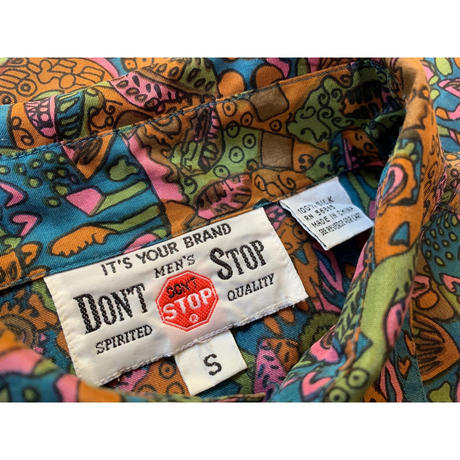 IT'S YOUR BRAND
MEN'S
DON'T STOP
DON'T
STOP
SPIRITED QUALITY
S
100% SILK
MADE IN CHINA